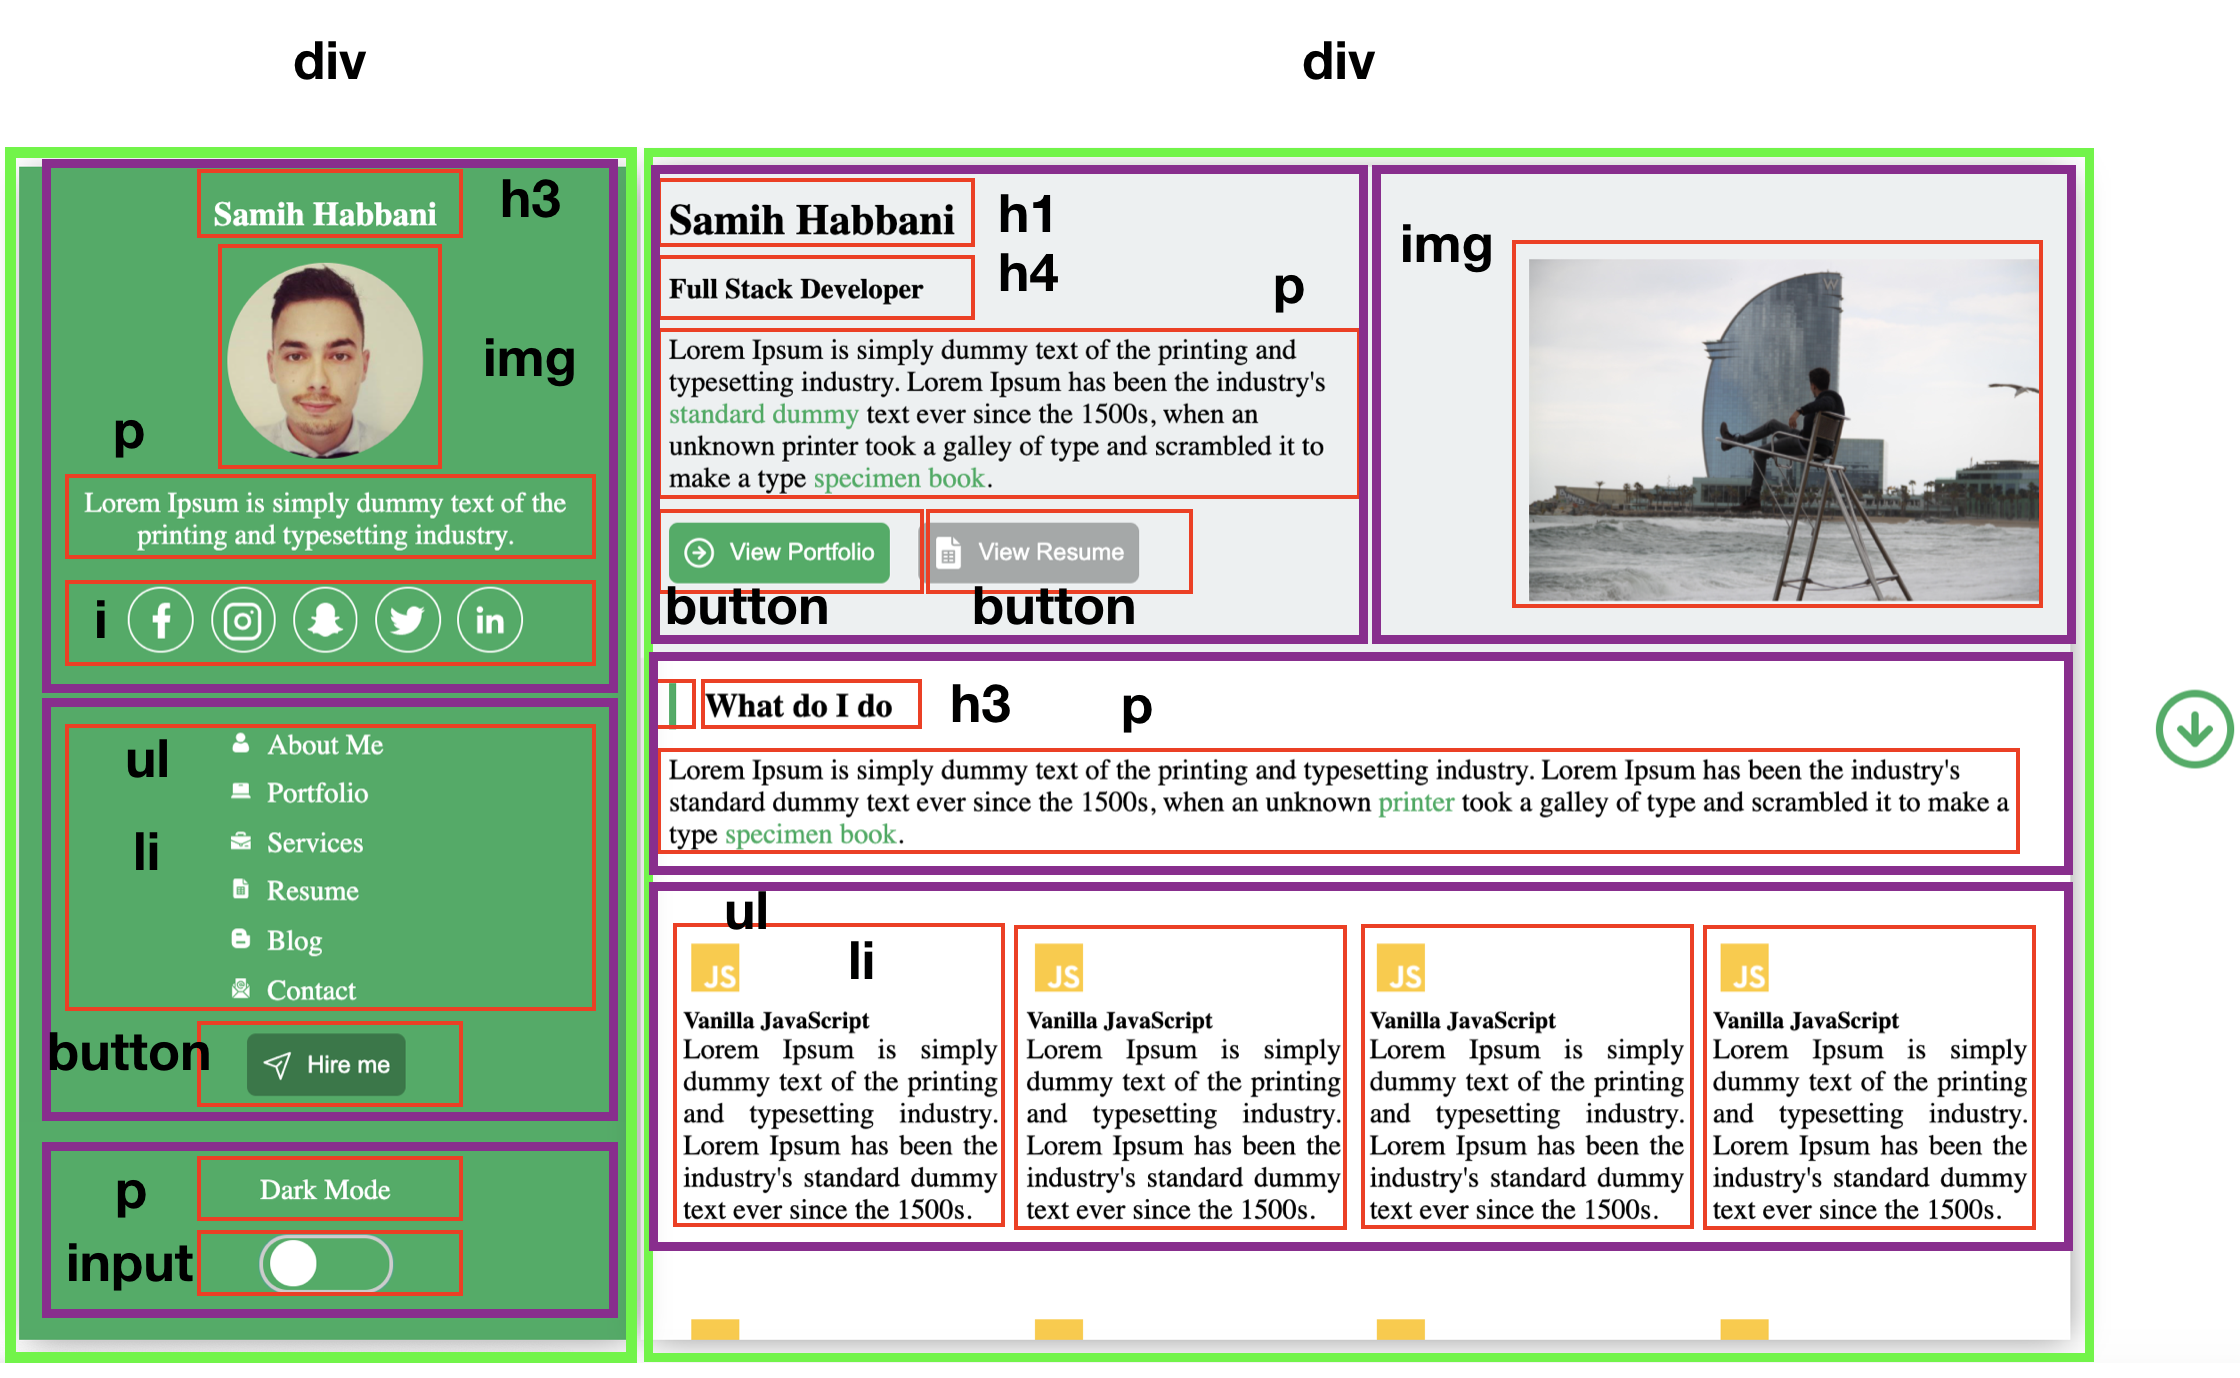 div
div
Samih Habbani
h3
img
p
Lorem Ipsum is simply dummy text of the
printing and typesetting industry.
i
in
ul
li
About Me
Portfolio
Services
Resume
Blog
Contact
button
Hire me
p
Dark Mode
input
Samih Habbani
h1
Full Stack Developer
h4
p
Lorem Ipsum is simply dummy text of the printing and
typesetting industry. Lorem Ipsum has been the industry's
standard dummy text ever since the 1500s, when an
unknown printer took a galley of type and scrambled it to
make a type specimen book.
View Portfolio
View Resume
button
button
img
W
What do I do
h3
p
Lorem Ipsum is simply dummy text of the printing and typesetting industry. Lorem Ipsum has been the industry's
standard dummy text ever since the 1500s, when an unknown printer took a galley of type and scrambled it to make a
type specimen book.
ul
li
JS
Vanilla JavaScript
Lorem Ipsum is simply
dummy text of the printing
and typesetting industry.
Lorem Ipsum has been the
industry's standard dummy
text ever since the 1500s.
JS
Vanilla JavaScript
Lorem Ipsum is simply
dummy text of the printing
and typesetting industry.
Lorem Ipsum has been the
industry's standard dummy
text ever since the 1500s.
JS
Vanilla JavaScript
Lorem Ipsum is simply
dummy text of the printing
and typesetting industry.
Lorem Ipsum has been the
industry's standard dummy
text ever since the 1500s.
JS
Vanilla JavaScript
Lorem Ipsum is simply
dummy text of the printing
and typesetting industry.
Lorem Ipsum has been the
industry's standard dummy
text ever since the 1500s.